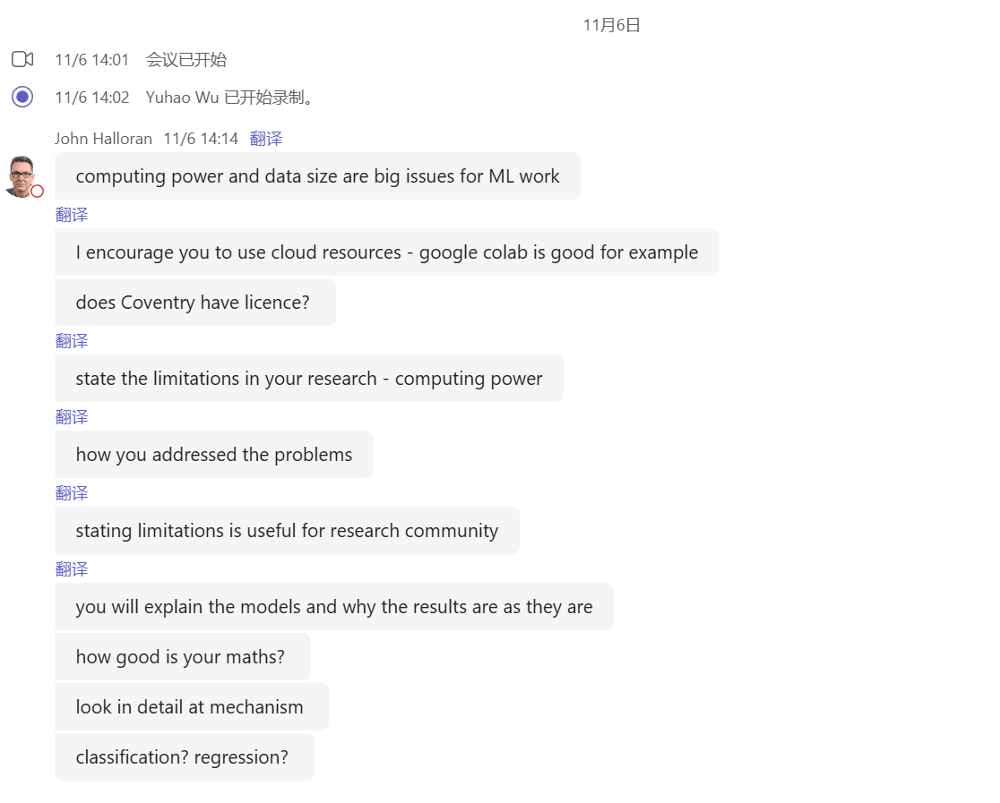 11月6日
11/6 14:01 会议已开始
11/6 14:02 Yuhao Wu 已开始录制。
John Halloran 11/6 14:14 翻译
computing power and data size are big issues for ML work
翻译
I encourage you to use cloud resources - google colab is good for example
does Coventry have licence?
翻译
state the limitations in your research - computing power
翻译
how you addressed the problems
翻译
stating limitations is useful for research community
翻译
you will explain the models and why the results are as they are
how good is your maths?
look in detail at mechanism
classification? regression?